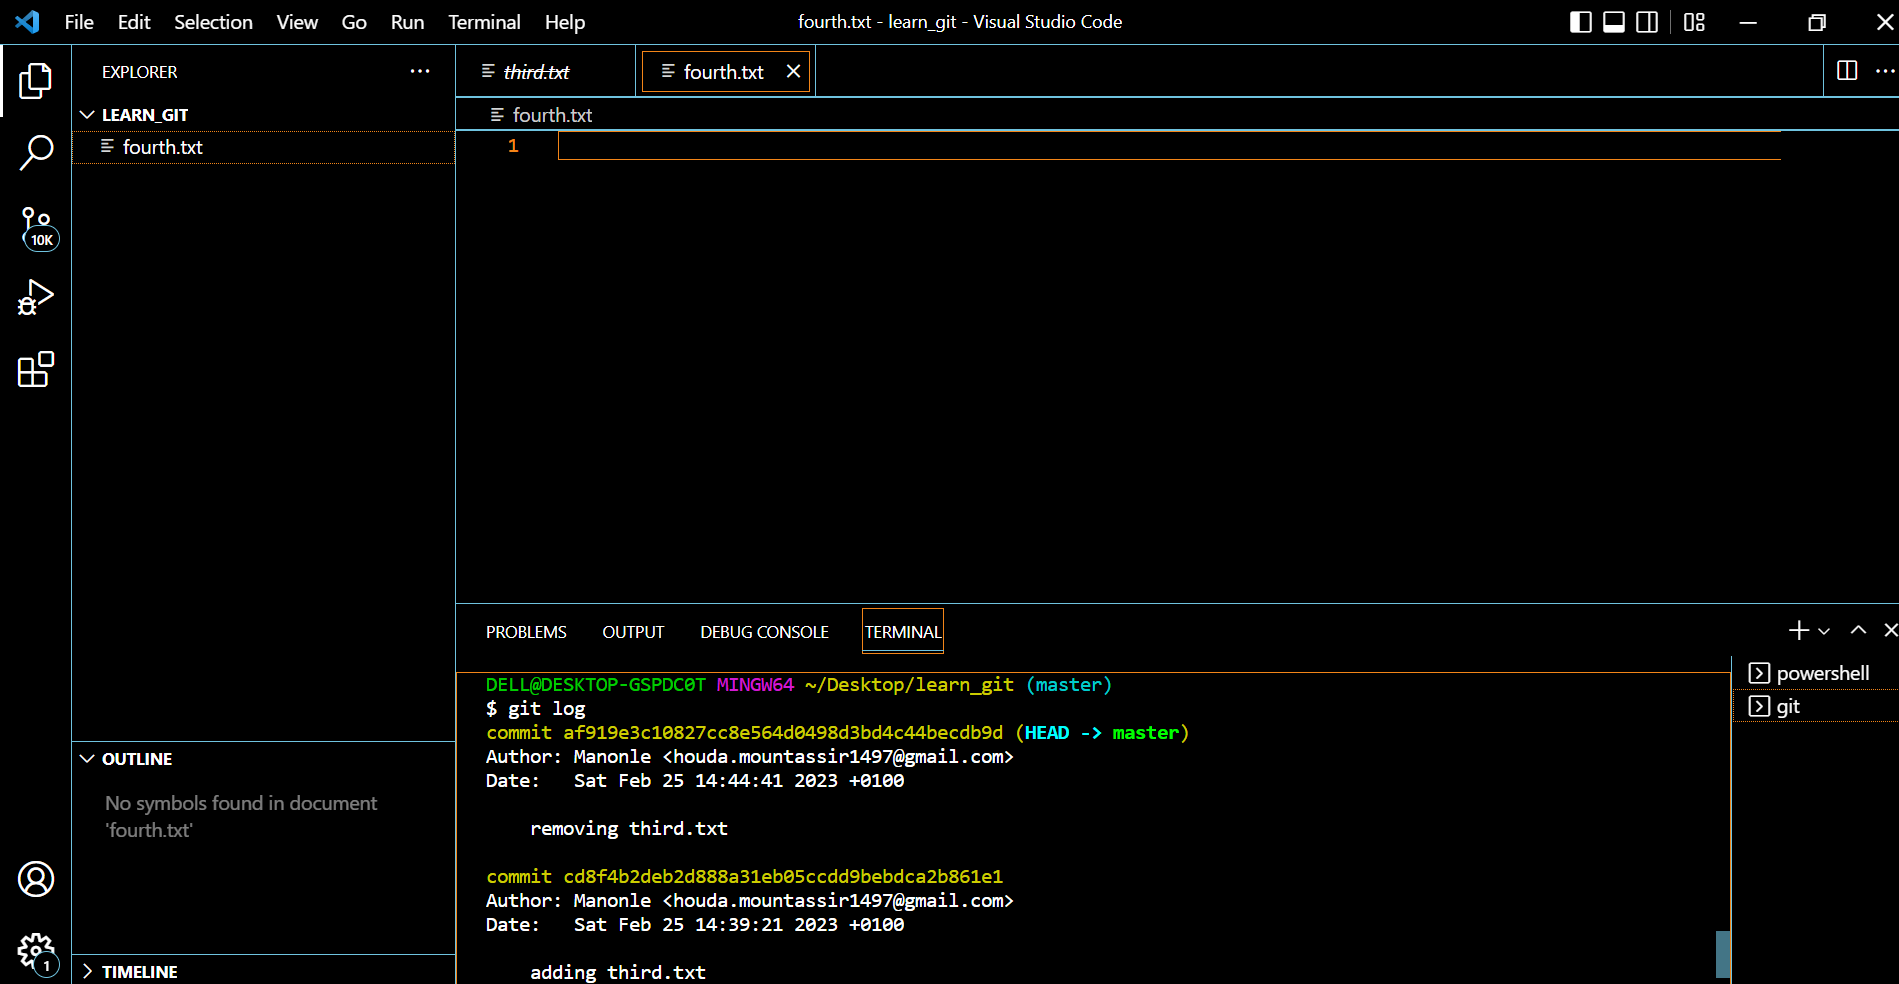 File Edit Selection View Go Run Terminal Help
fourth.txt - learn_git - Visual Studio Code
EXPLORER
LEARN_GIT
fourth.txt
10K
third.txt
fourth.txt
fourth.txt
1
OUTLINE
No symbols found in document
'fourth.txt'
TIMELINE
1
PROBLEMS OUTPUT DEBUG CONSOLE TERMINAL
DELL@DESKTOP-GSPDC0T MINGW64 ~/Desktop/learn_git (master)
$ git log
commit af919e3c10827cc8e564d0498d3bd4c44becdb9d (HEAD -> master)
Author: Manonle <houda.mountassir1497@gmail.com>
Date:   Sat Feb 25 14:44:41 2023 +0100
removing third.txt
commit cd8f4b2deb2d888a31eb05ccdd9bebdca2b861e1
Author: Manonle <houda.mountassir1497@gmail.com>
Date:   Sat Feb 25 14:39:21 2023 +0100
adding third.txt
powershell
git